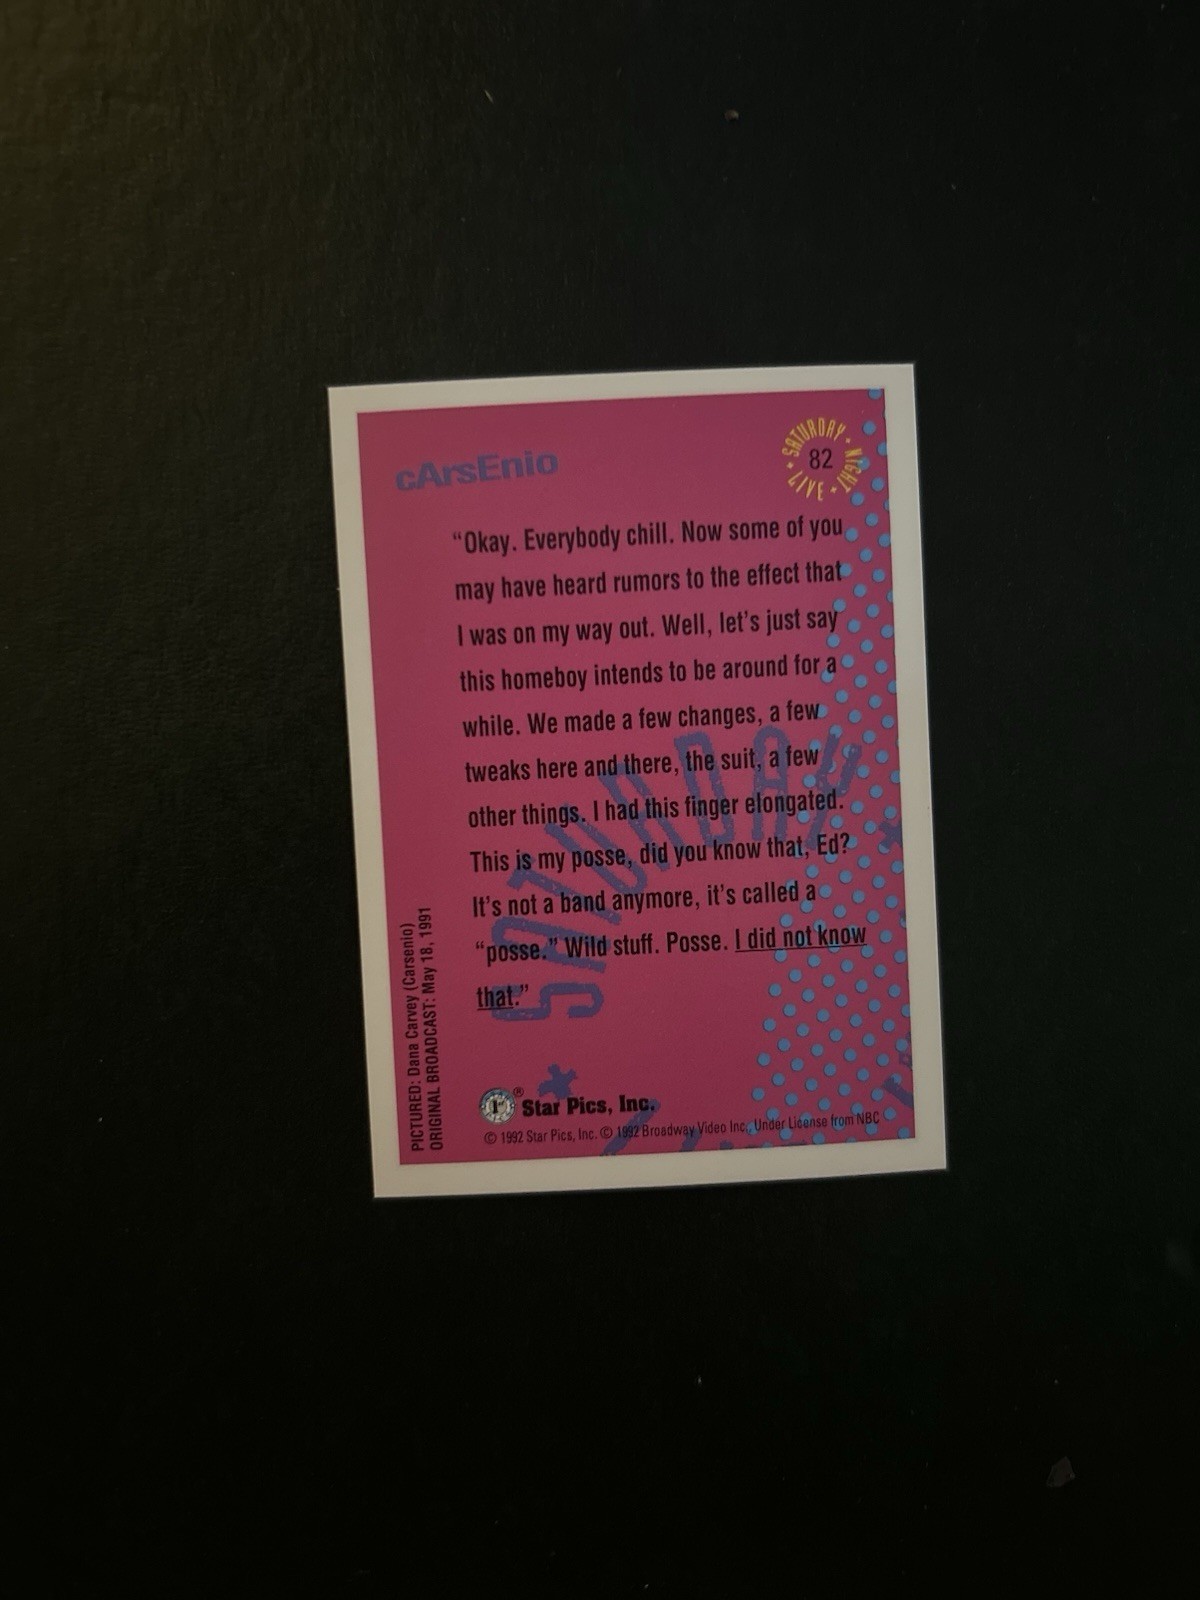 cArsEnio
SATURDAY • NIGHT • LIVE •
82
“Okay. Everybody chill. Now some of you
may have heard rumors to the effect that
I was on my way out. Well, let's just say
this homeboy intends to be around for a
while. We made a few changes, a few
tweaks here and there, the suit, a few
other things. I had this finger elongated.
This is my posse, did you know that, Ed?
It's not a band anymore, it's called a
“posse.” Wild stuff. Posse. I did not know
that.”
SATURDAY
PICTURED: Dana Carvey (Carsenio)
ORIGINAL BROADCAST: May 18, 1991
® Star Pics, Inc.
© 1992 Star Pics, Inc. © 1992 Broadway Video Inc., Under License from NBC